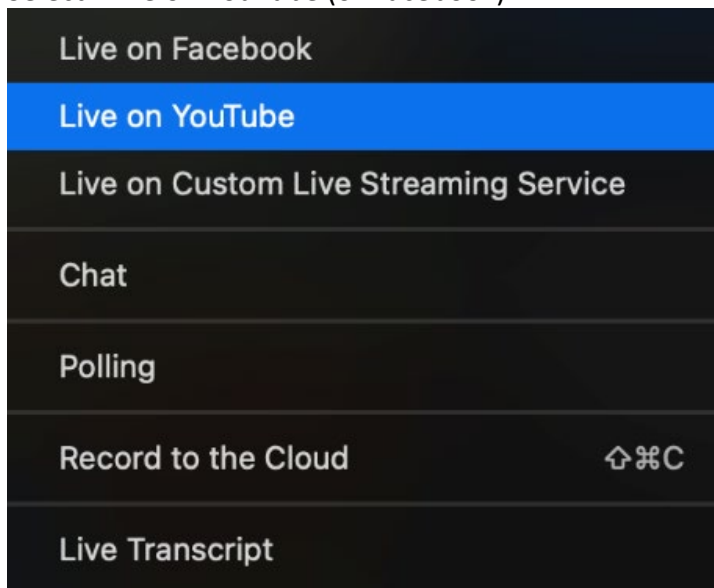 Live on Facebook
Live on YouTube
Live on Custom Live Streaming Service
Chat
Polling
Record to the Cloud ⇧⌘C
Live Transcript